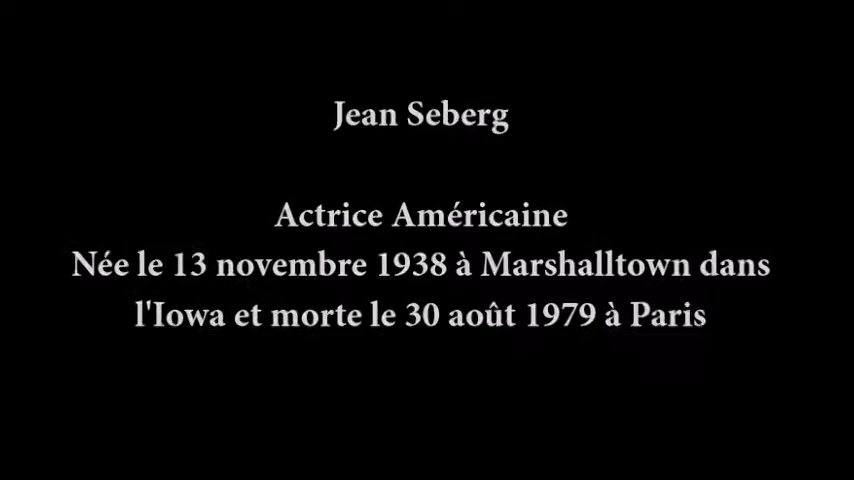 Jean Seberg
Actrice Américaine
Née le 13 novembre 1938 à Marshalltown dans
l'Iowa et morte le 30 août 1979 à Paris